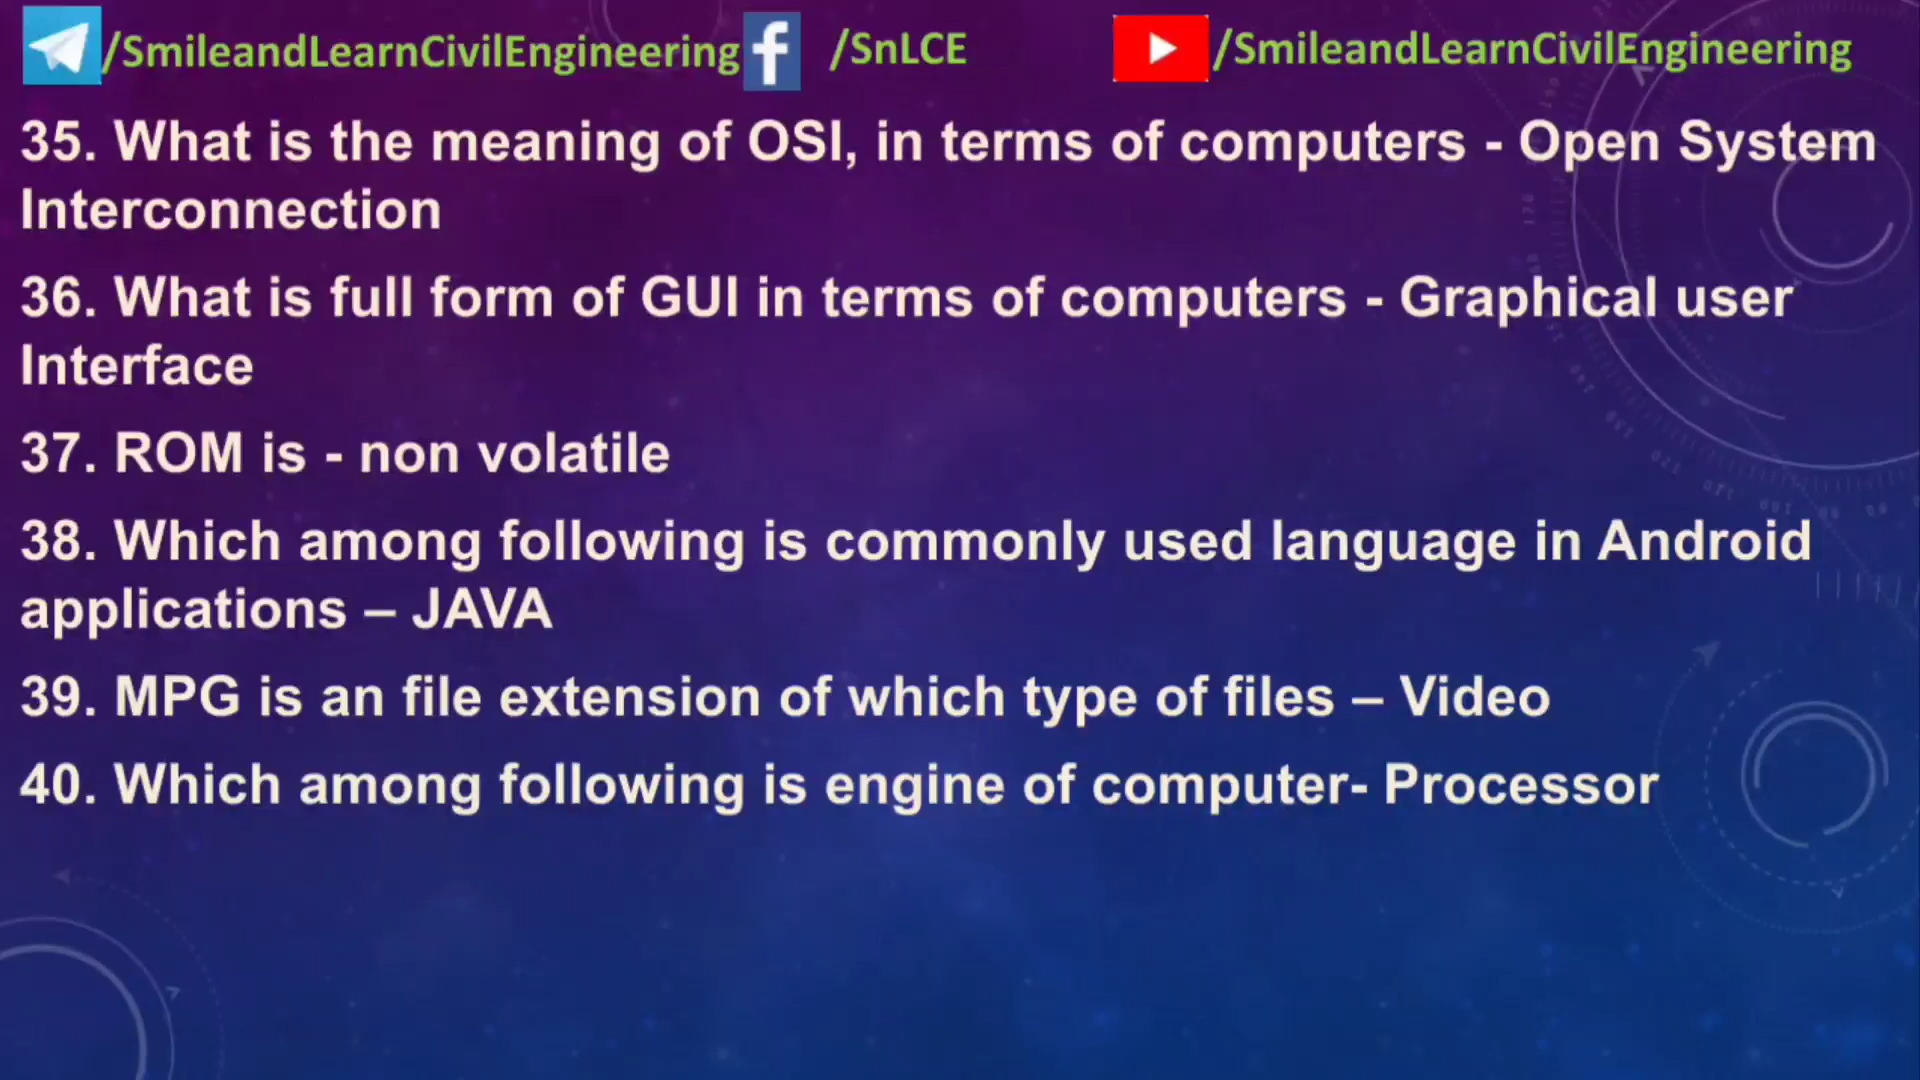 /SmileandLearnCivilEngineering /SnLCE /SmileandLearnCivilEngineering
35. What is the meaning of OSI, in terms of computers - Open System
Interconnection
36. What is full form of GUI in terms of computers - Graphical user
Interface
37. ROM is - non volatile
38. Which among following is commonly used language in Android
applications – JAVA
39. MPG is an file extension of which type of files – Video
40. Which among following is engine of computer- Processor